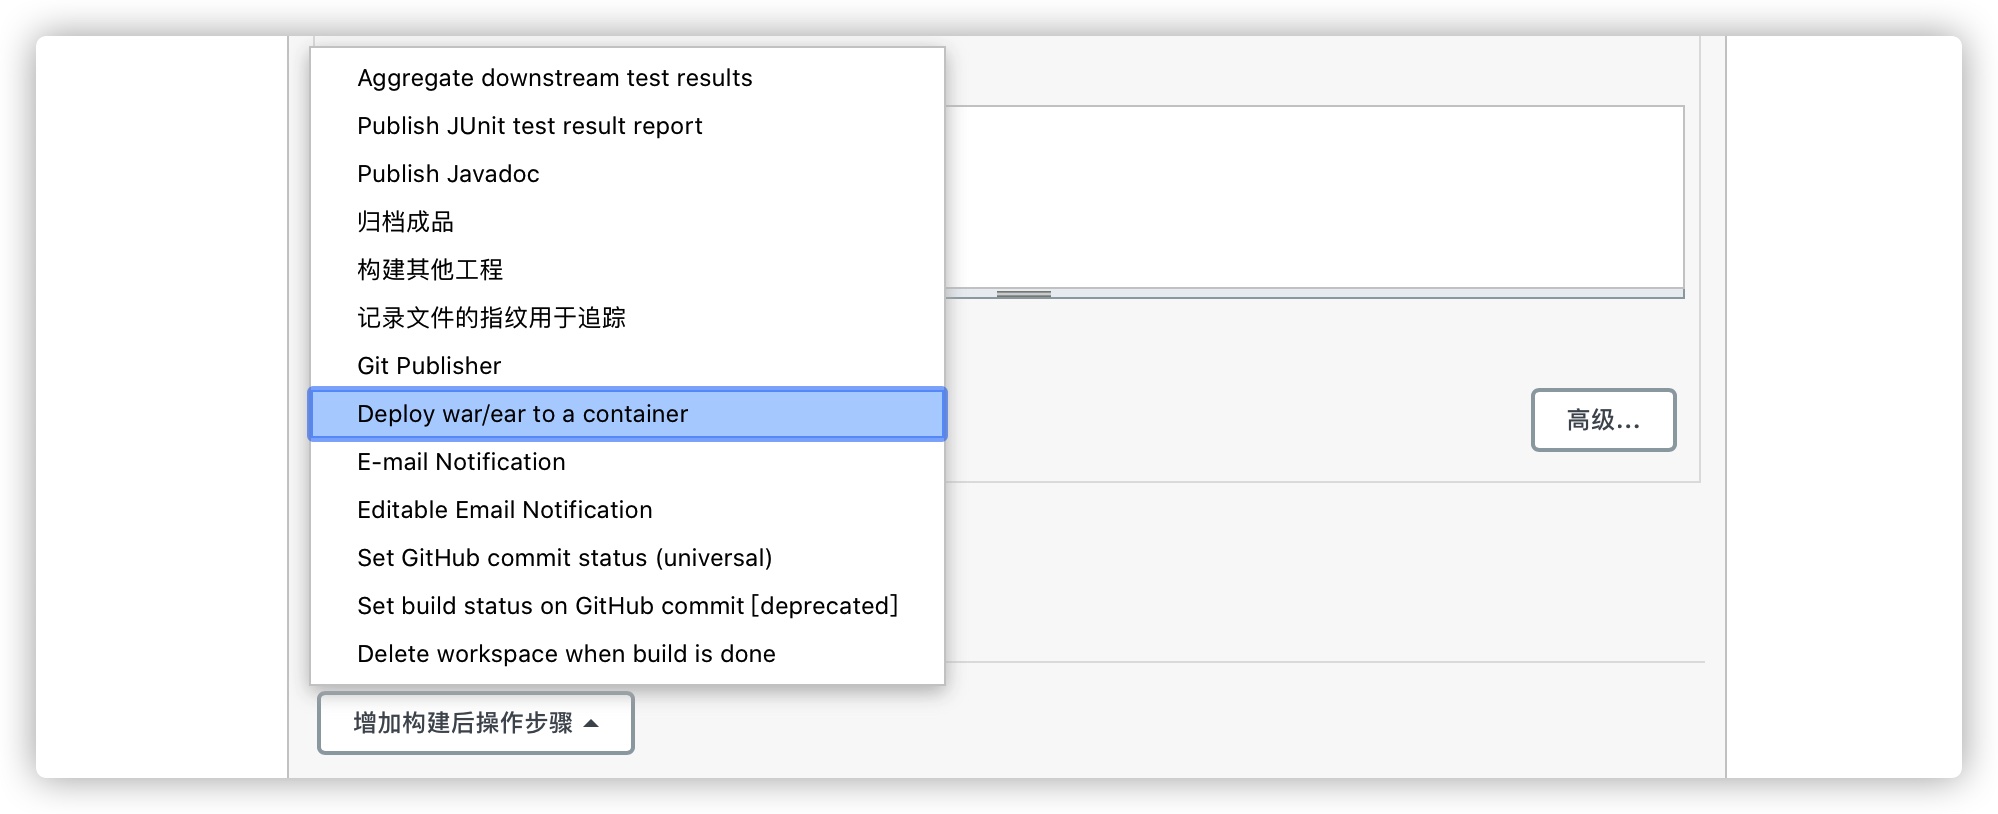 Aggregate downstream test results
Publish JUnit test result report
Publish Javadoc
归档成品
构建其他工程
记录文件的指纹用于追踪
Git Publisher
Deploy war/ear to a container
高级...
E-mail Notification
Editable Email Notification
Set GitHub commit status (universal)
Set build status on GitHub commit [deprecated]
Delete workspace when build is done
增加构建后操作步骤